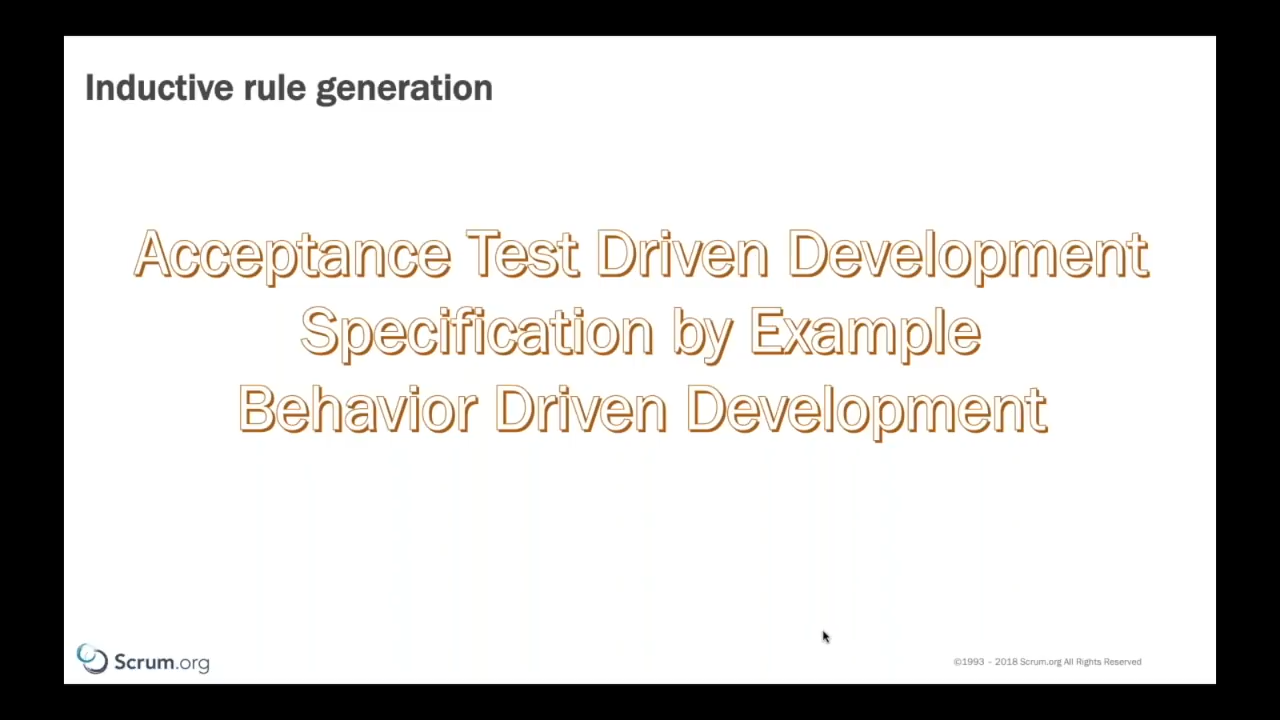 Inductive rule generation
Acceptance Test Driven Development
Specification by Example
Behavior Driven Development
Scrum.org
©1993 - 2018 Scrum.org All Rights Reserved